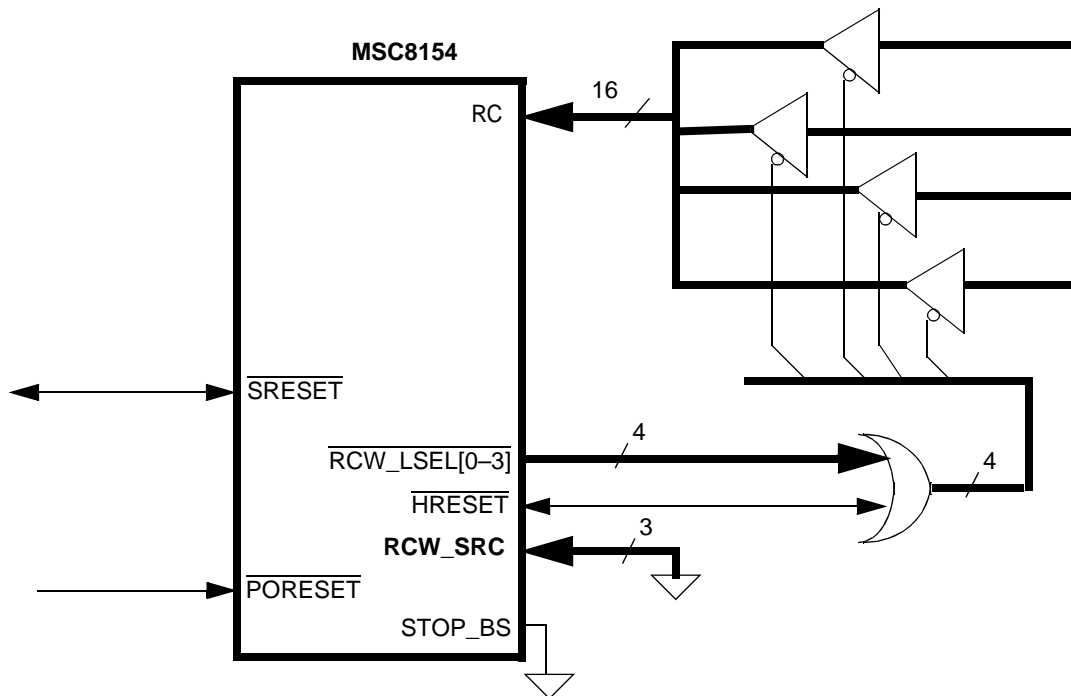 MSC8154
16
RC
SRESET
4
RCW_LSEL[0–3]
4
HRESET
3
RCW_SRC
PORESET
STOP_BS